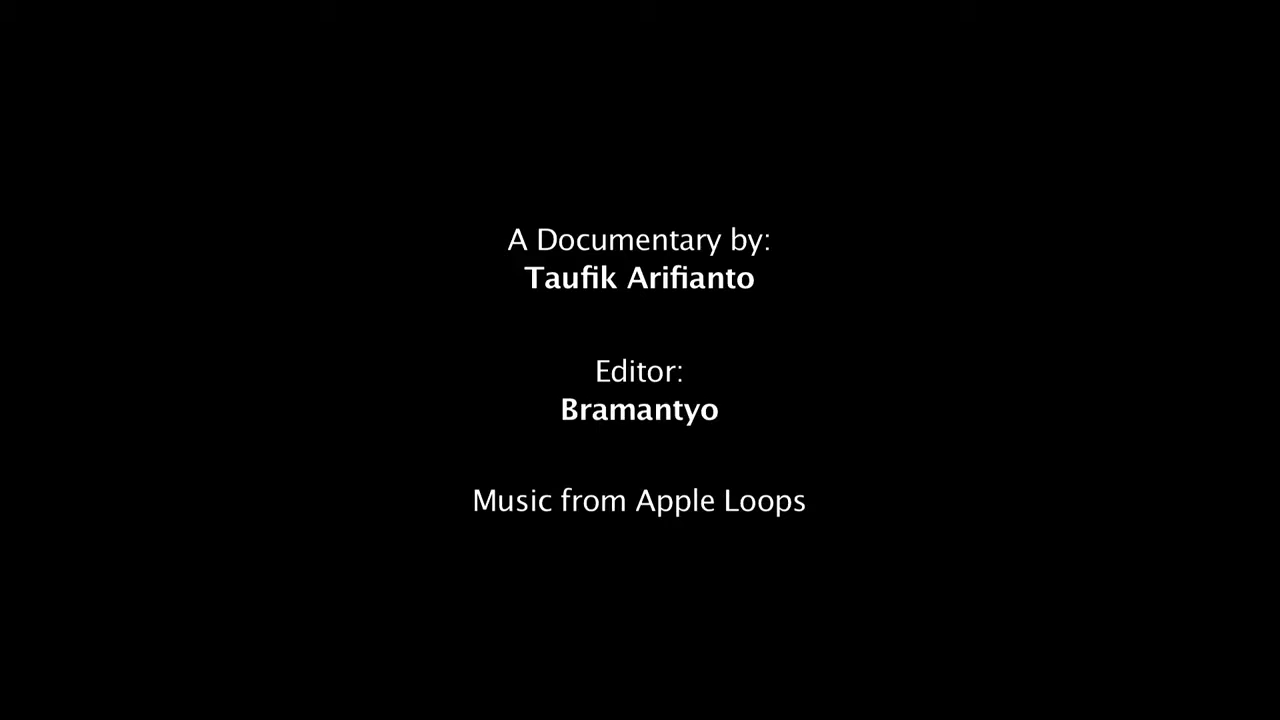 A Documentary by:
Taufik Arifianto
Editor:
Bramantyo
Music from Apple Loops